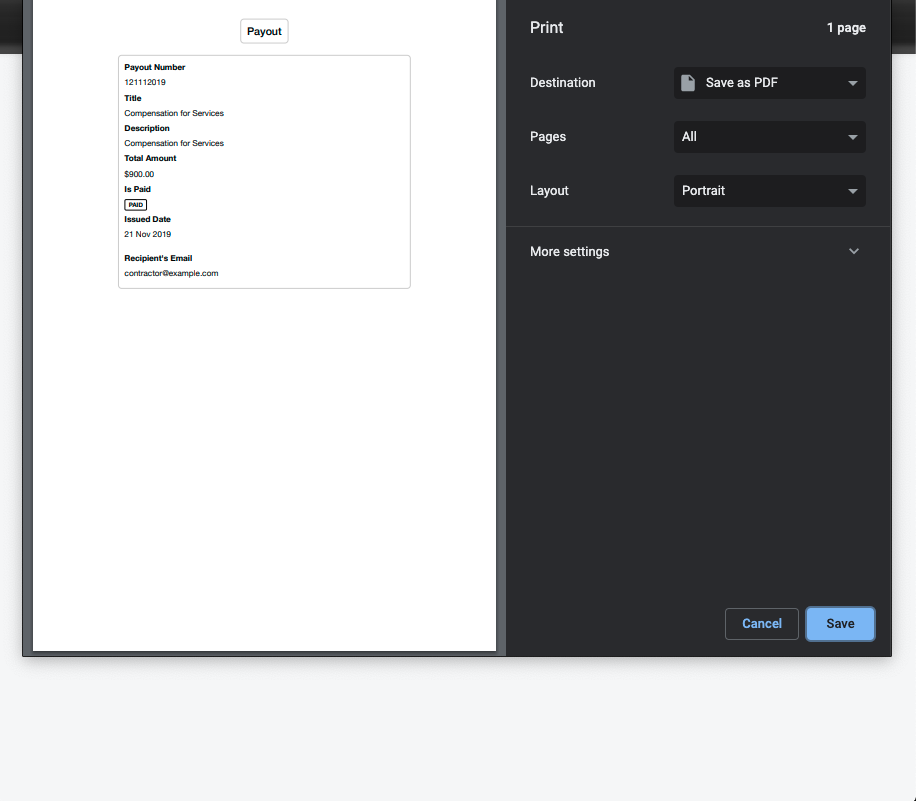 Payout
Payout Number
121112019
Title
Compensation for Services
Description
Compensation for Services
Total Amount
$900.00
Is Paid
PAID
Issued Date
21 Nov 2019
Recipient's Email
contractor@example.com
Print
1 page
Destination
Save as PDF
Pages
All
Layout
Portrait
More settings
Cancel
Save